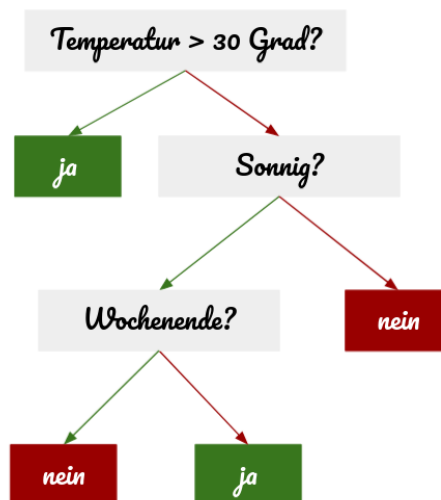 Temperatur > 30 Grad?
ja
Sonnig?
Wochenende?
nein
nein
ja